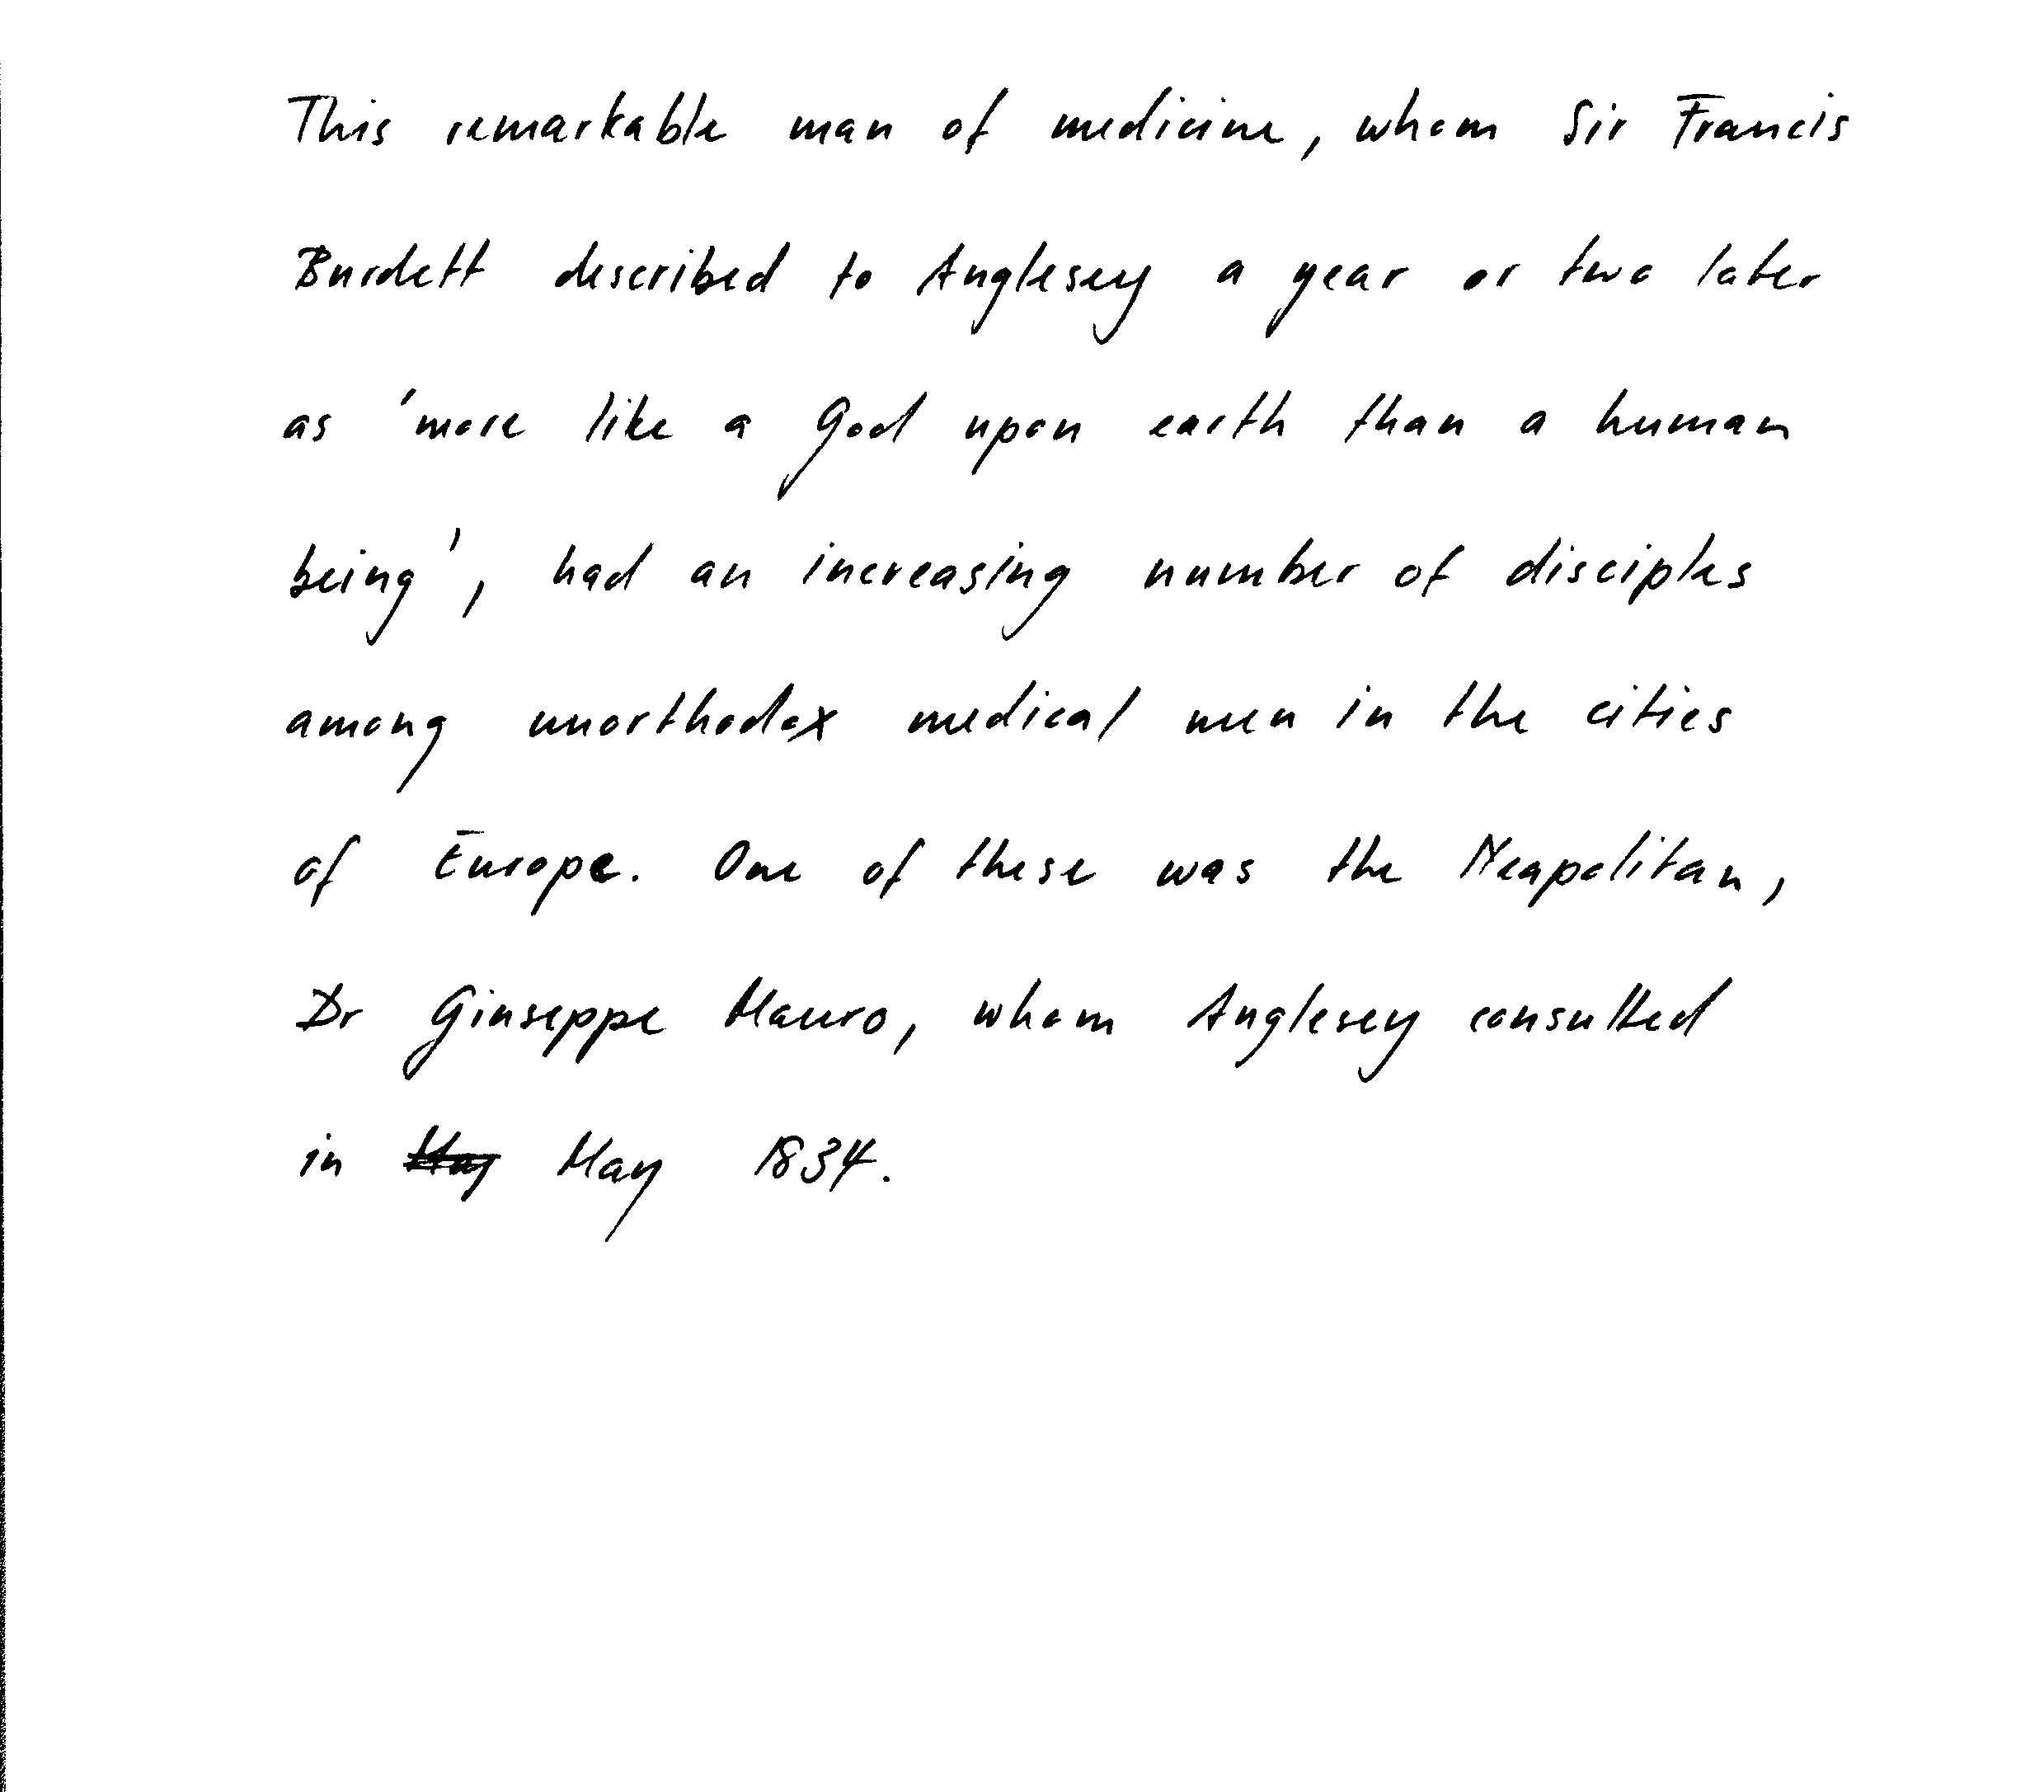 This remarkable man of medicine, whom Sir Francis
Burdett described to Anglesey a year or two later
as 'more like a God upon earth than a human
being', had an increasing number of disciples
among unorthodox medical men in the cities
of Europe. One of these was the Neapolitan,
Dr Giuseppe Mauro, whom Anglesey consulted
in May May 1834.